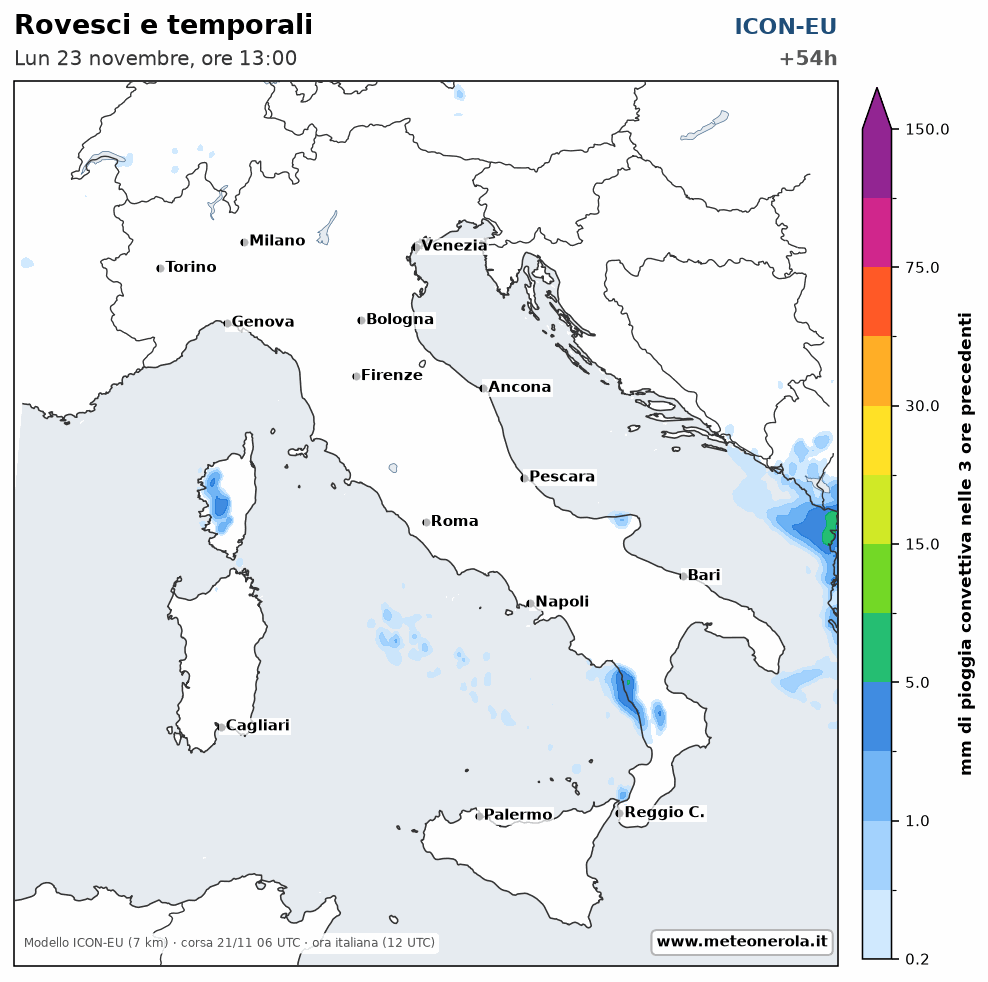 Rovesci e temporali
ICON-EU
Lun 23 novembre, ore 13:00
+54h
150.0
75.0
30.0
15.0
5.0
1.0
0.2
mm di pioggia convettiva nelle 3 ore precedenti
Milano
Venezia
Torino
Genova
Bologna
Firenze
Ancona
Pescara
Roma
Bari
Napoli
Cagliari
Palermo
Reggio C.
Modello ICON-EU (7 km) · corsa 21/11 06 UTC · ora italiana (12 UTC)
www.meteonerola.it